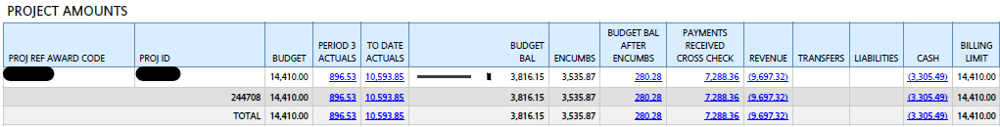 PROJECT AMOUNTS
PROJ REF AWARD CODE PROJ ID BUDGET PERIOD 3 ACTUALS TO DATE ACTUALS BUDGET BAL ENCUMBS BUDGET BAL AFTER ENCUMBS PAYMENTS RECEIVED CROSS CHECK REVENUE TRANSFERS LIABILITIES CASH BILLING LIMIT
14,410.00 896.53 10,593.85 3,816.15 3,535.87 280.28 7,288.36 (9,697.32) (3,305.49) 14,410.00
244708 14,410.00 896.53 10,593.85 3,816.15 3,535.87 280.28 7,288.36 (9,697.32) (3,305.49) 14,410.00
TOTAL 14,410.00 896.53 10,593.85 3,816.15 3,535.87 280.28 7,288.36 (9,697.32) (3,305.49) 14,410.00